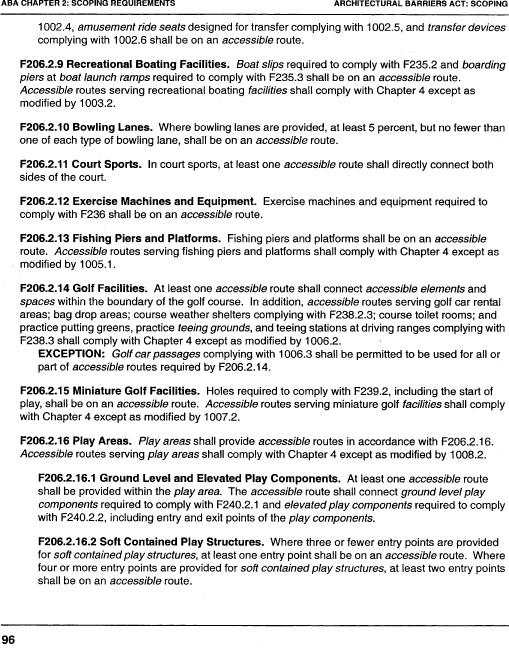 ABA CHAPTER 2: SCOPING REQUIREMENTS ARCHITECTURAL BARRIERS ACT: SCOPING
1002.4, amusement ride seats designed for transfer complying with 1002.5, and transfer devices
complying with 1002.6 shall be on an accessible route.
F206.2.9 Recreational Boating Facilities. Boat slips required to comply with F235.2 and boarding
piers at boat launch ramps required to comply with F235.3 shall be on an accessible route.
Accessible routes serving recreational boating facilities shall comply with Chapter 4 except as
modified by 1003.2.
F206.2.10 Bowling Lanes. Where bowling lanes are provided, at least 5 percent, but no fewer than
one of each type of bowling lane, shall be on an accessible route.
F206.2.11 Court Sports. In court sports, at least one accessible route shall directly connect both
sides of the court.
F206.2.12 Exercise Machines and Equipment. Exercise machines and equipment required to
comply with F236 shall be on an accessible route.
F206.2.13 Fishing Piers and Platforms. Fishing piers and platforms shall be on an accessible
route. Accessible routes serving fishing piers and platforms shall comply with Chapter 4 except as
modified by 1005.1.
F206.2.14 Golf Facilities. At least one accessible route shall connect accessible elements and
spaces within the boundary of the golf course. In addition, accessible routes serving golf car rental
areas; bag drop areas; course weather shelters complying with F238.2.3; course toilet rooms; and
practice putting greens, practice teeing grounds, and teeing stations at driving ranges complying with
F238.3 shall comply with Chapter 4 except as modified by 1006.2.
EXCEPTION: Golf car passages complying with 1006.3 shall be permitted to be used for all or
part of accessible routes required by F206.2.14.
F206.2.15 Miniature Golf Facilities. Holes required to comply with F239.2, including the start of
play, shall be on an accessible route. Accessible routes serving miniature golf facilities shall comply
with Chapter 4 except as modified by 1007.2.
F206.2.16 Play Areas. Play areas shall provide accessible routes in accordance with F206.2.16.
Accessible routes serving play areas shall comply with Chapter 4 except as modified by 1008.2.
F206.2.16.1 Ground Level and Elevated Play Components. At least one accessible route
shall be provided within the play area. The accessible route shall connect ground level play
components required to comply with F240.2.1 and elevated play components required to comply
with F240.2.2, including entry and exit points of the play components.
F206.2.16.2 Soft Contained Play Structures. Where three or fewer entry points are provided
for soft contained play structures, at least one entry point shall be on an accessible route. Where
four or more entry points are provided for soft contained play structures, at least two entry points
shall be on an accessible route.
96